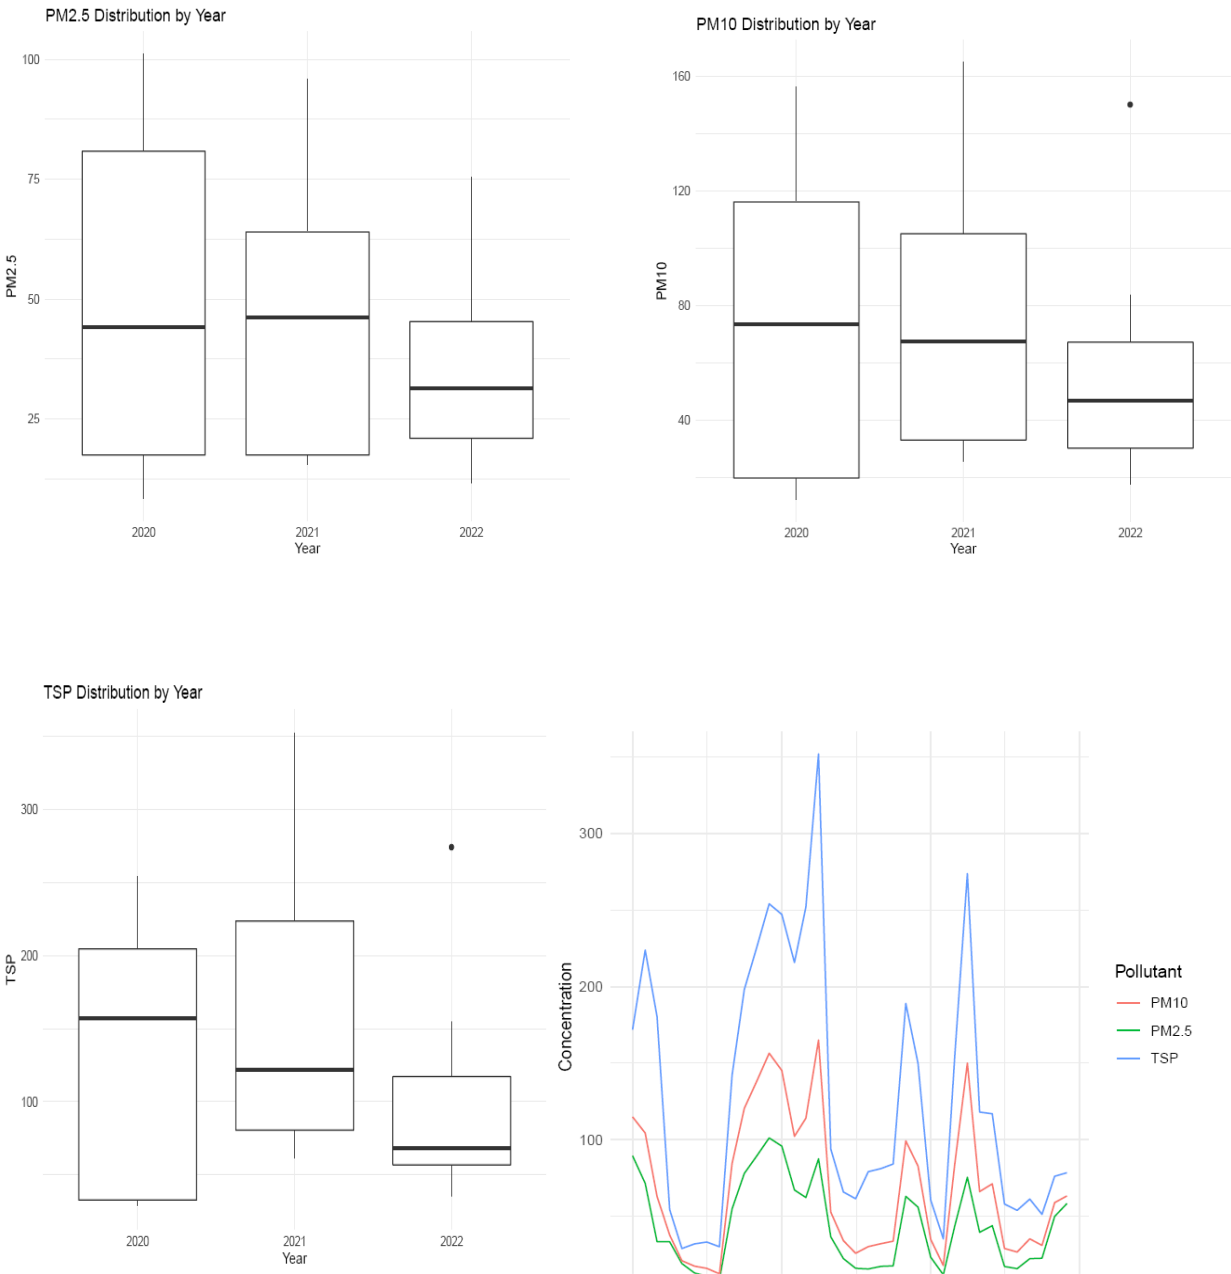 PM2.5 Distribution by Year
100
75
50
25
PM2.5
2020
2021
2022
Year
PM10 Distribution by Year
160
120
80
40
PM10
2020
2021
2022
Year
TSP Distribution by Year
300
200
100
TSP
2020
2021
2022
Year
300
200
100
Concentration
Pollutant
PM10
PM2.5
TSP